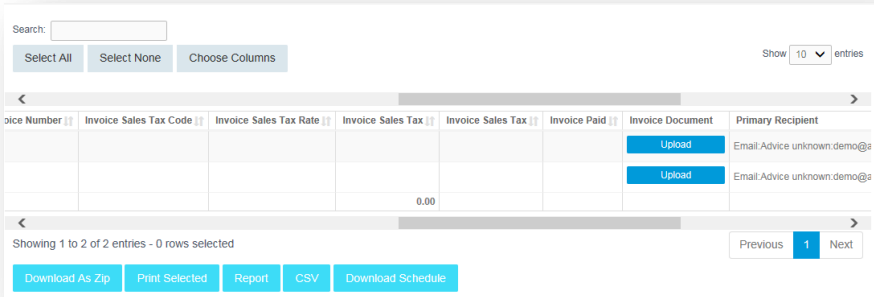 Search:
Select All Select None Choose Columns Show 10 entries
oice Number Invoice Sales Tax Code Invoice Sales Tax Rate Invoice Sales Tax Invoice Sales Tax Invoice Paid Invoice Document Primary Recipient
Upload Email:Advice unknown:demo@a
Upload Email:Advice unknown:demo@a
0.00
Showing 1 to 2 of 2 entries - 0 rows selected Previous 1 Next
Download As Zip Print Selected Report CSV Download Schedule